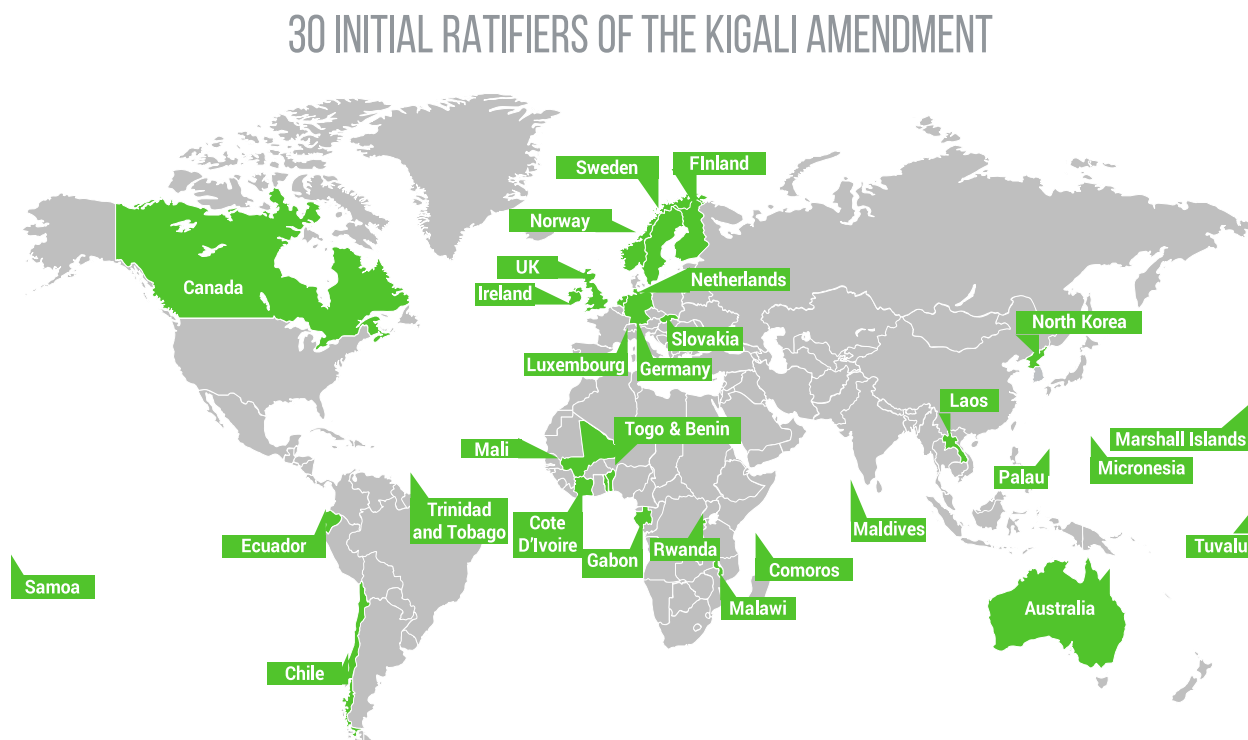 30 INITIAL RATIFIERS OF THE KIGALI AMENDMENT
Sweden
FInland
Norway
UK
Netherlands
Ireland
Canada
North Korea
Slovakia
Luxembourg
Germany
Laos
Togo & Benin
Marshall Islands
Mali
Micronesia
Palau
Trinidad
and Tobago
Cote
D'Ivoire
Maldives
Ecuador
Rwanda
Tuvalu
Gabon
Comoros
Samoa
Malawi
Australia
Chile